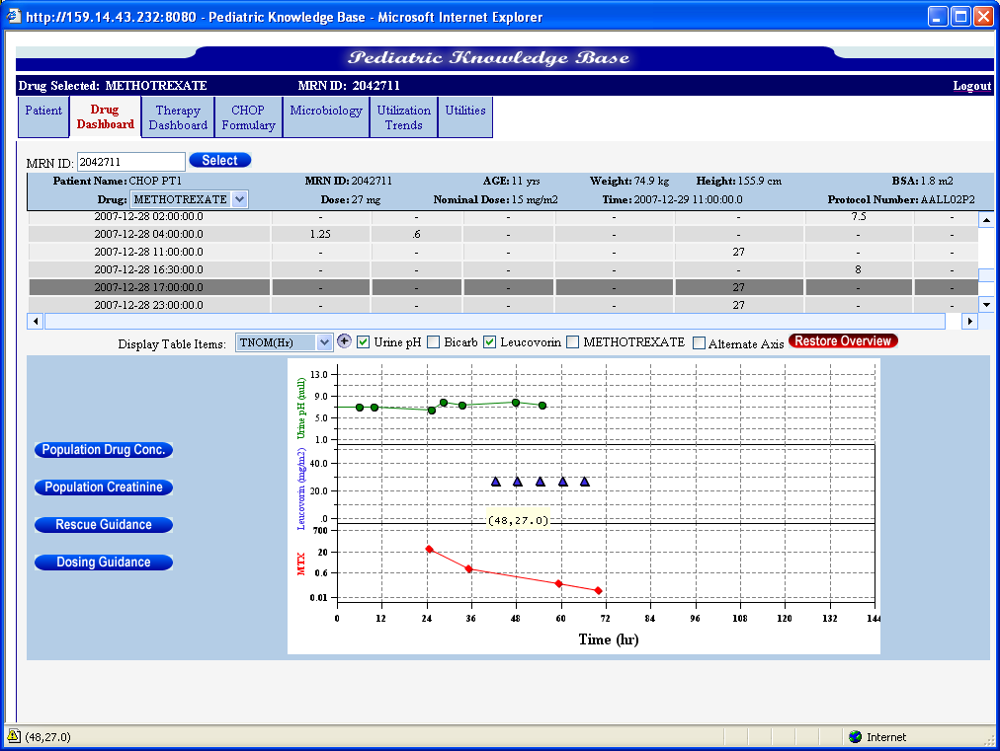 http://159.14.43.232:8080 - Pediatric Knowledge Base - Microsoft Internet Explorer
Pediatric Knowledge Base
Drug Selected: METHOTREXATE MRN ID: 2042711 Logout
Patient Drug Dashboard Therapy Dashboard CHOP Formulary Microbiology Utilization Trends Utilities
MRN ID: 2042711 Select
Patient Name: CHOP PT1 MRN ID: 2042711 AGE: 11 yrs Weight: 74.9 kg Height: 155.9 cm BSA: 1.8 m2
Drug: METHOTREXATE Dose: 27 mg Nominal Dose: 15 mg/m2 Time: 2007-12-29 11:00:00.0 Protocol Number: AALL02P2
2007-12-28 02:00:00.0 - - - - - 7.5 -
2007-12-28 04:00:00.0 1.25 .6 - - - - -
2007-12-28 11:00:00.0 - - - - 27 - -
2007-12-28 16:30:00.0 - - - - - 8 -
2007-12-28 17:00:00.0 - - - - 27 - -
2007-12-28 23:00:00.0 - - - - 27 - -
Display Table Items: TNOM(Hr) Urine pH Bicarb Leucovorin METHOTREXATE Alternate Axis Restore Overview
Population Drug Conc.
Population Creatinine
Rescue Guidance
Dosing Guidance
Urine pH (null)
13.0
9.0
5.0
1.0
Leucovorin (mg/m2)
40.0
20.0
.0
(48,27.0)
MTX
700
20
0.6
0.01
0 12 24 36 48 60 72 84 96 108 120 132 144
Time (hr)
(48,27.0) Internet